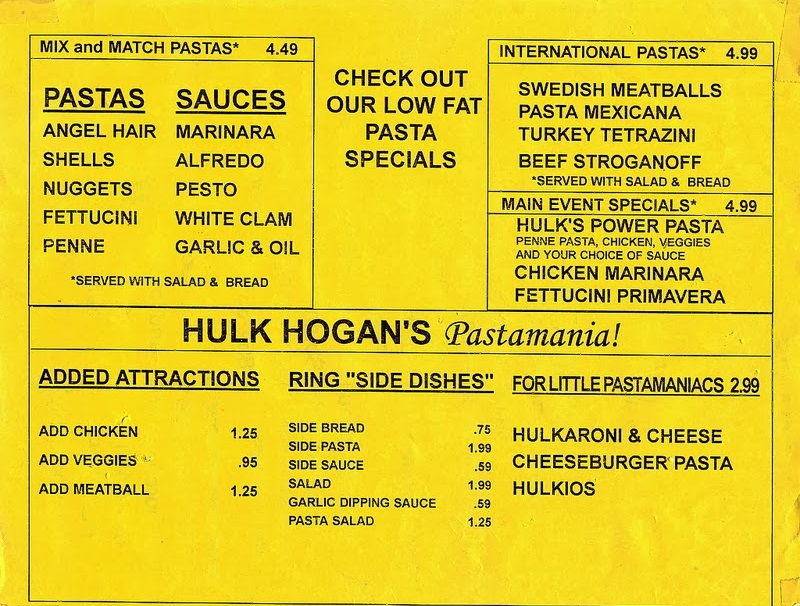 MIX and MATCH PASTAS* 4.49
PASTAS SAUCES
ANGEL HAIR MARINARA
SHELLS ALFREDO
NUGGETS PESTO
FETTUCINI WHITE CLAM
PENNE GARLIC & OIL
*SERVED WITH SALAD & BREAD
CHECK OUT
OUR LOW FAT
PASTA
SPECIALS
INTERNATIONAL PASTAS* 4.99
SWEDISH MEATBALLS
PASTA MEXICANA
TURKEY TETRAZINI
BEEF STROGANOFF
*SERVED WITH SALAD & BREAD
MAIN EVENT SPECIALS* 4.99
HULK'S POWER PASTA
PENNE PASTA, CHICKEN, VEGGIES
AND YOUR CHOICE OF SAUCE
CHICKEN MARINARA
FETTUCINI PRIMAVERA
HULK HOGAN'S Pastamania!
ADDED ATTRACTIONS
ADD CHICKEN 1.25
ADD VEGGIES .95
ADD MEATBALL 1.25
RING "SIDE DISHES"
SIDE BREAD .75
SIDE PASTA 1.99
SIDE SAUCE .59
SALAD 1.99
GARLIC DIPPING SAUCE .59
PASTA SALAD 1.25
FOR LITTLE PASTAMANIACS 2.99
HULKARONI & CHEESE
CHEESEBURGER PASTA
HULKIOS